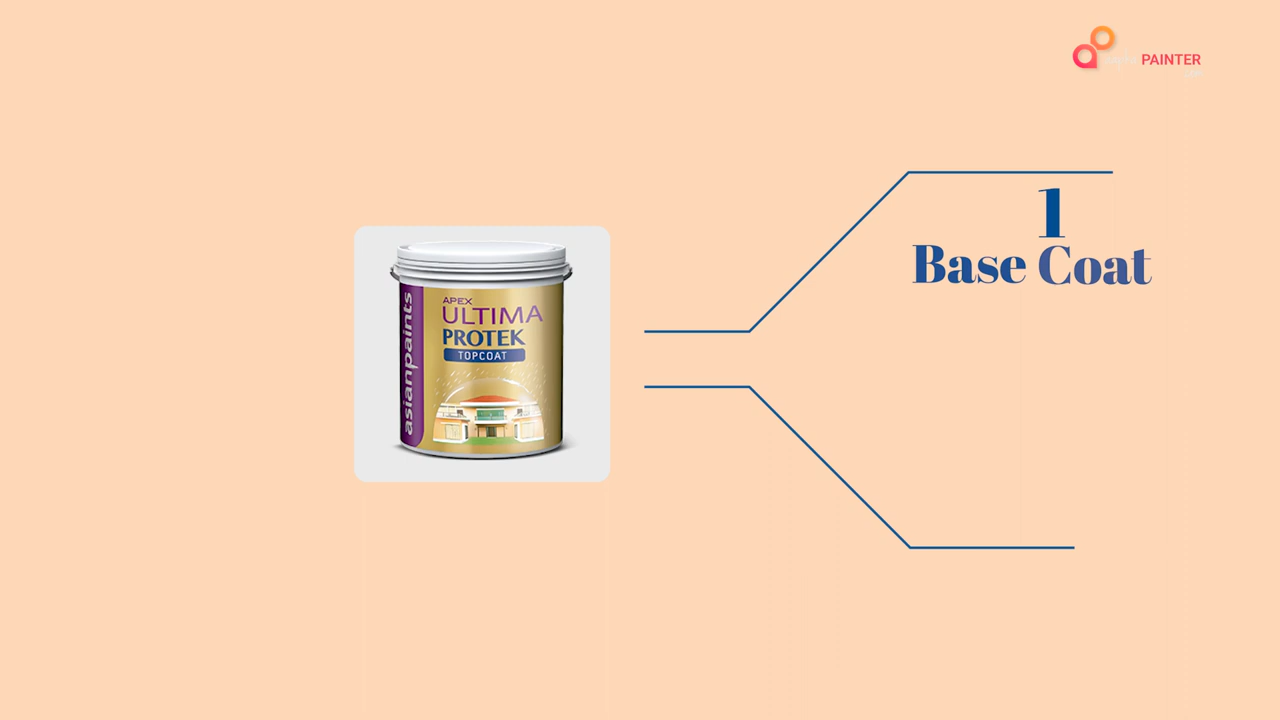 PAINTER
1
Base Coat
asianpaints
APEX
ULTIMA
PROTEK
TOPCOAT